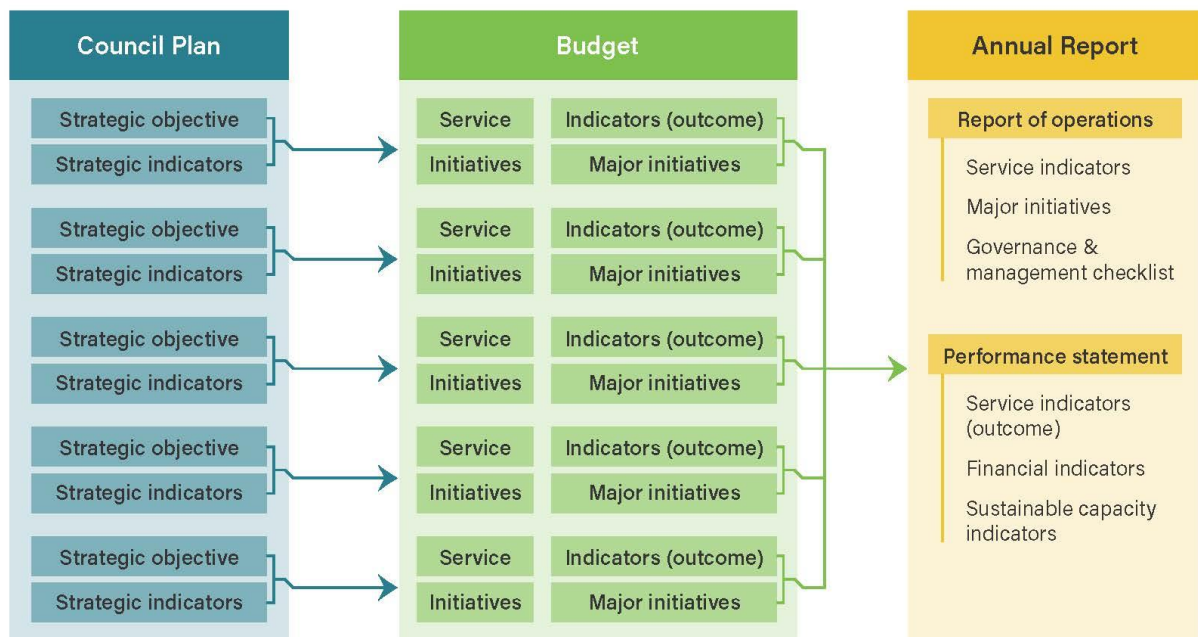 Council Plan
Strategic objective
Strategic indicators
Strategic objective
Strategic indicators
Strategic objective
Strategic indicators
Strategic objective
Strategic indicators
Strategic objective
Strategic indicators
Budget
Service
Indicators (outcome)
Initiatives
Major initiatives
Service
Indicators (outcome)
Initiatives
Major initiatives
Service
Indicators (outcome)
Initiatives
Major initiatives
Service
Indicators (outcome)
Initiatives
Major initiatives
Service
Indicators (outcome)
Initiatives
Major initiatives
Annual Report
Report of operations
Service indicators
Major initiatives
Governance &
management checklist
Performance statement
Service indicators
(outcome)
Financial indicators
Sustainable capacity
indicators